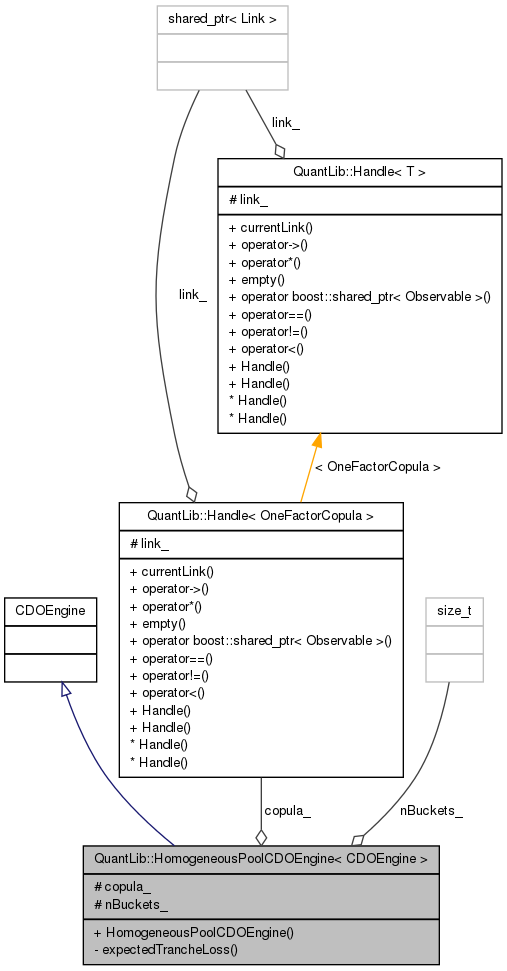 shared_ptr< Link >
link_
QuantLib::Handle< T >
# link_
+ currentLink()
+ operator->()
+ operator*()
+ empty()
+ operator boost::shared_ptr< Observable >()
+ operator==()
+ operator!=()
+ operator<()
+ Handle()
+ Handle()
* Handle()
* Handle()
link_
< OneFactorCopula >
QuantLib::Handle< OneFactorCopula >
# link_
+ currentLink()
+ operator->()
+ operator*()
+ empty()
+ operator boost::shared_ptr< Observable >()
+ operator==()
+ operator!=()
+ operator<()
+ Handle()
+ Handle()
* Handle()
* Handle()
CDOEngine
size_t
copula_
nBuckets_
QuantLib::HomogeneousPoolCDOEngine< CDOEngine >
# copula_
# nBuckets_
+ HomogeneousPoolCDOEngine()
- expectedTrancheLoss()